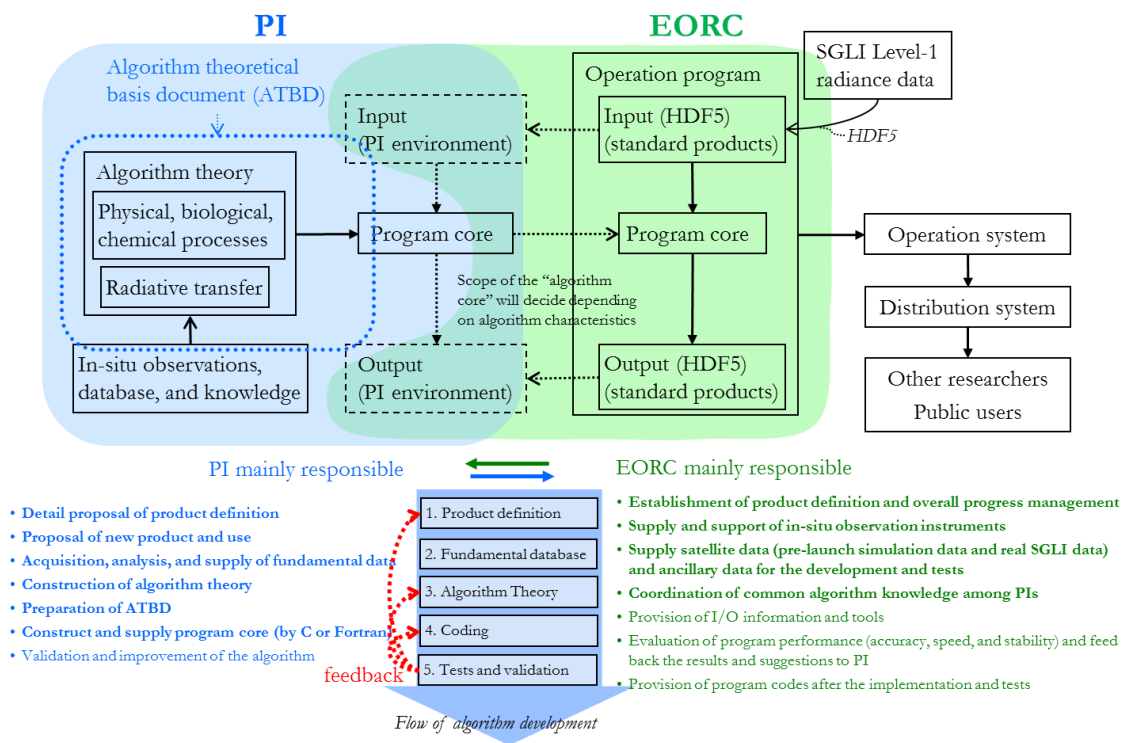 PI
EORC
Algorithm theoretical
basis document (ATBD)
Algorithm theory
Physical, biological,
chemical processes
Radiative transfer
In-situ observations,
database, and knowledge
Input
(PI environment)
Program core
Scope of the “algorithm
core” will decide depending
on algorithm characteristics
Output
(PI environment)
Operation program
Input (HDF5)
(standard products)
Program core
Output (HDF5)
(standard products)
SGLI Level-1
radiance data
HDF5
Operation system
Distribution system
Other researchers
Public users
PI mainly responsible
• Detail proposal of product definition
• Proposal of new product and use
• Acquisition, analysis, and supply of fundamental data
• Construction of algorithm theory
• Preparation of ATBD
• Construct and supply program core (by C or Fortran)
• Validation and improvement of the algorithm
1. Product definition
2. Fundamental database
3. Algorithm Theory
4. Coding
5. Tests and validation
feedback
Flow of algorithm development
EORC mainly responsible
• Establishment of product definition and overall progress management
• Supply and support of in-situ observation instruments
• Supply satellite data (pre-launch simulation data and real SGLI data)
and ancillary data for the development and tests
• Coordination of common algorithm knowledge among PIs
• Provision of I/O information and tools
• Evaluation of program performance (accuracy, speed, and stability) and feed
back the results and suggestions to PI
• Provision of program codes after the implementation and tests